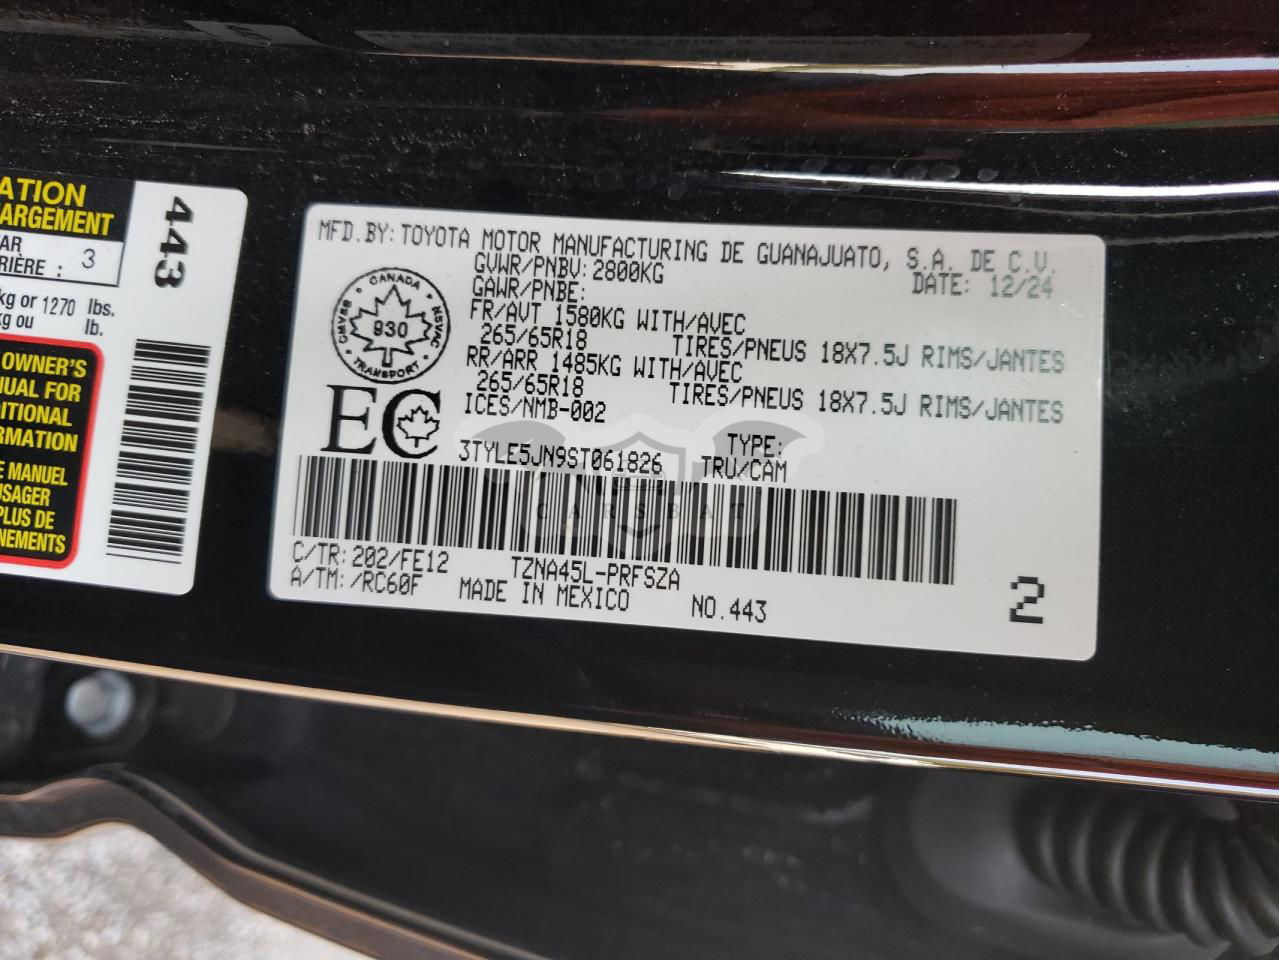 ATION
ARGEMENT
AR
RIÈRE : 3
kg or 1270 lbs.
kg ou lb.
OWNER'S
UAL FOR
DITIONAL
ORMATION
E MANUEL
USAGER
PLUS DE
NEMENTS
443
MFD.BY: TOYOTA MOTOR MANUFACTURING DE GUANAJUATO, S.A. DE C.V.
GVWR/PNBV: 2800KG DATE: 12/24
GAWR/PNBE:
FR/AVT 1580KG WITH/AVEC
265/65R18 TIRES/PNEUS 18X7.5J RIMS/JANTES
RR/ARR 1485KG WITH/AVEC
265/65R18 TIRES/PNEUS 18X7.5J RIMS/JANTES
ICES/NMB-002
CANADA
CMVSS 930 NSVAC
TRANSPORT
EC
3TYLE5JN9ST061826 TYPE:
TRU/CAM
CARSBAT
C/TR: 202/FE12 TZNA45L-PRFSZA
A/TM: /RC60F MADE IN MEXICO NO.443
2